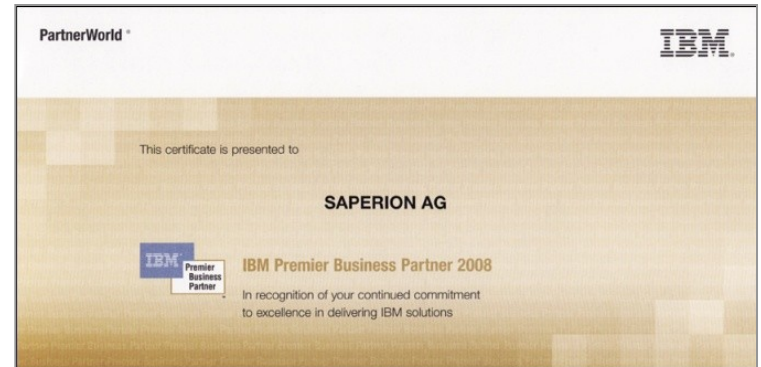 PartnerWorld ®
IBM.
This certificate is presented to
SAPERION AG
IBM
Premier
Business
Partner
IBM Premier Business Partner 2008
In recognition of your continued commitment
to excellence in delivering IBM solutions